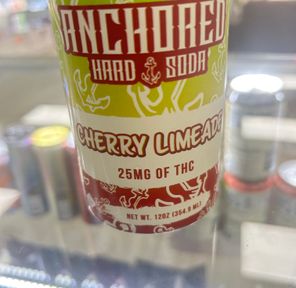 ANCHORED
HARD SODA
CHERRY LIMEADE
25MG OF THC
NET WT. 12OZ (354.9 ML)